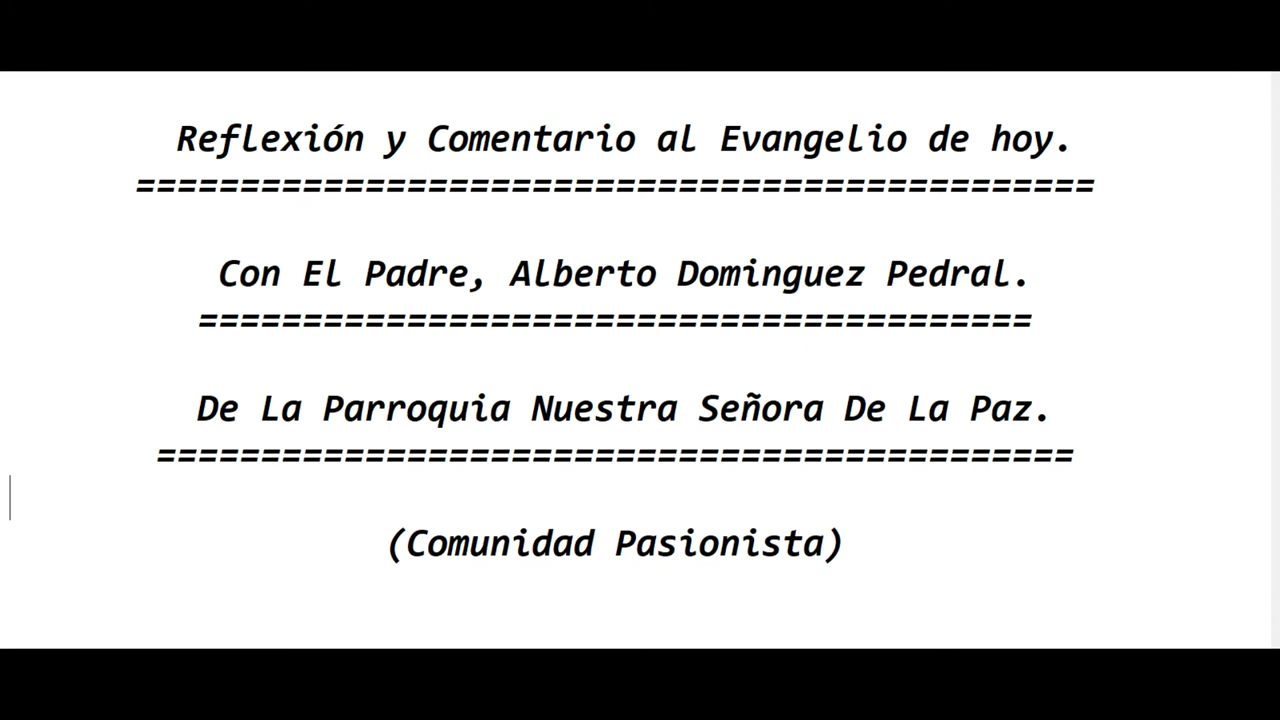 Reflexión y Comentario al Evangelio de hoy.
==============================================
Con El Padre, Alberto Dominguez Pedral.
========================================
De La Parroquia Nuestra Señora De La Paz.
============================================
(Comunidad Pasionista)